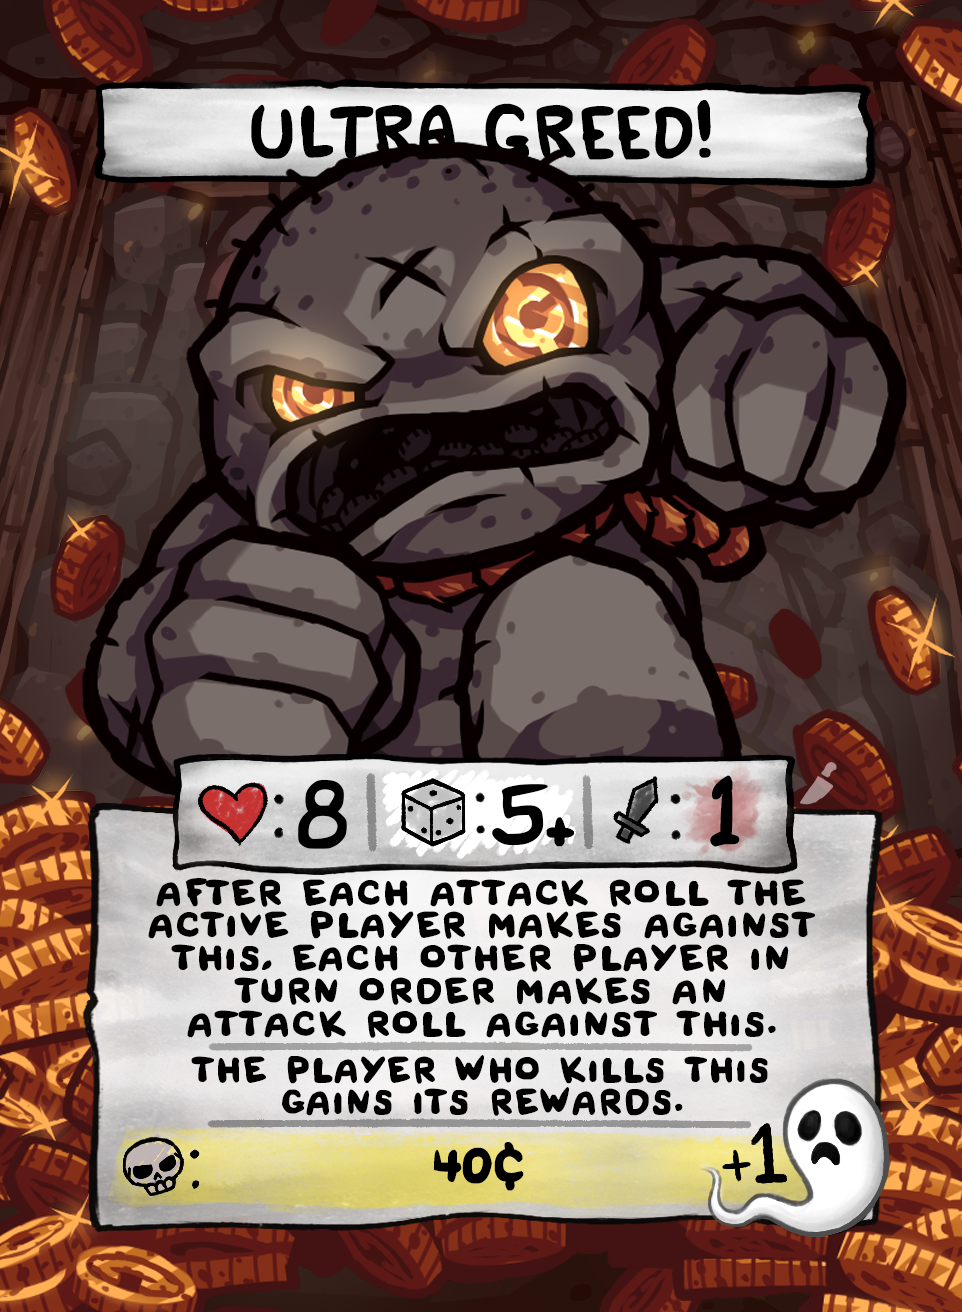 ULTRA GREED!
: 8 : 5+ : 1
AFTER EACH ATTACK ROLL THE
ACTIVE PLAYER MAKES AGAINST
THIS. EACH OTHER PLAYER IN
TURN ORDER MAKES AN
ATTACK ROLL AGAINST THIS.
THE PLAYER WHO KILLS THIS
GAINS ITS REWARDS.
: 40¢ +1